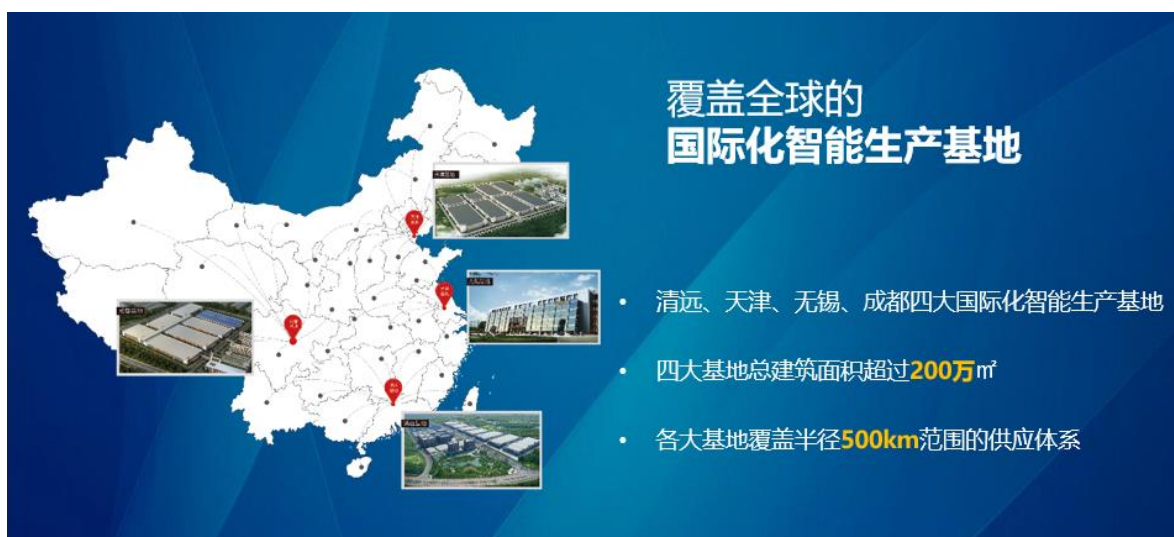 覆盖全球的
国际化智能生产基地
清远、天津、无锡、成都四大国际化智能生产基地
四大基地总建筑面积超过200万㎡
各大基地覆盖半径500km范围的供应体系